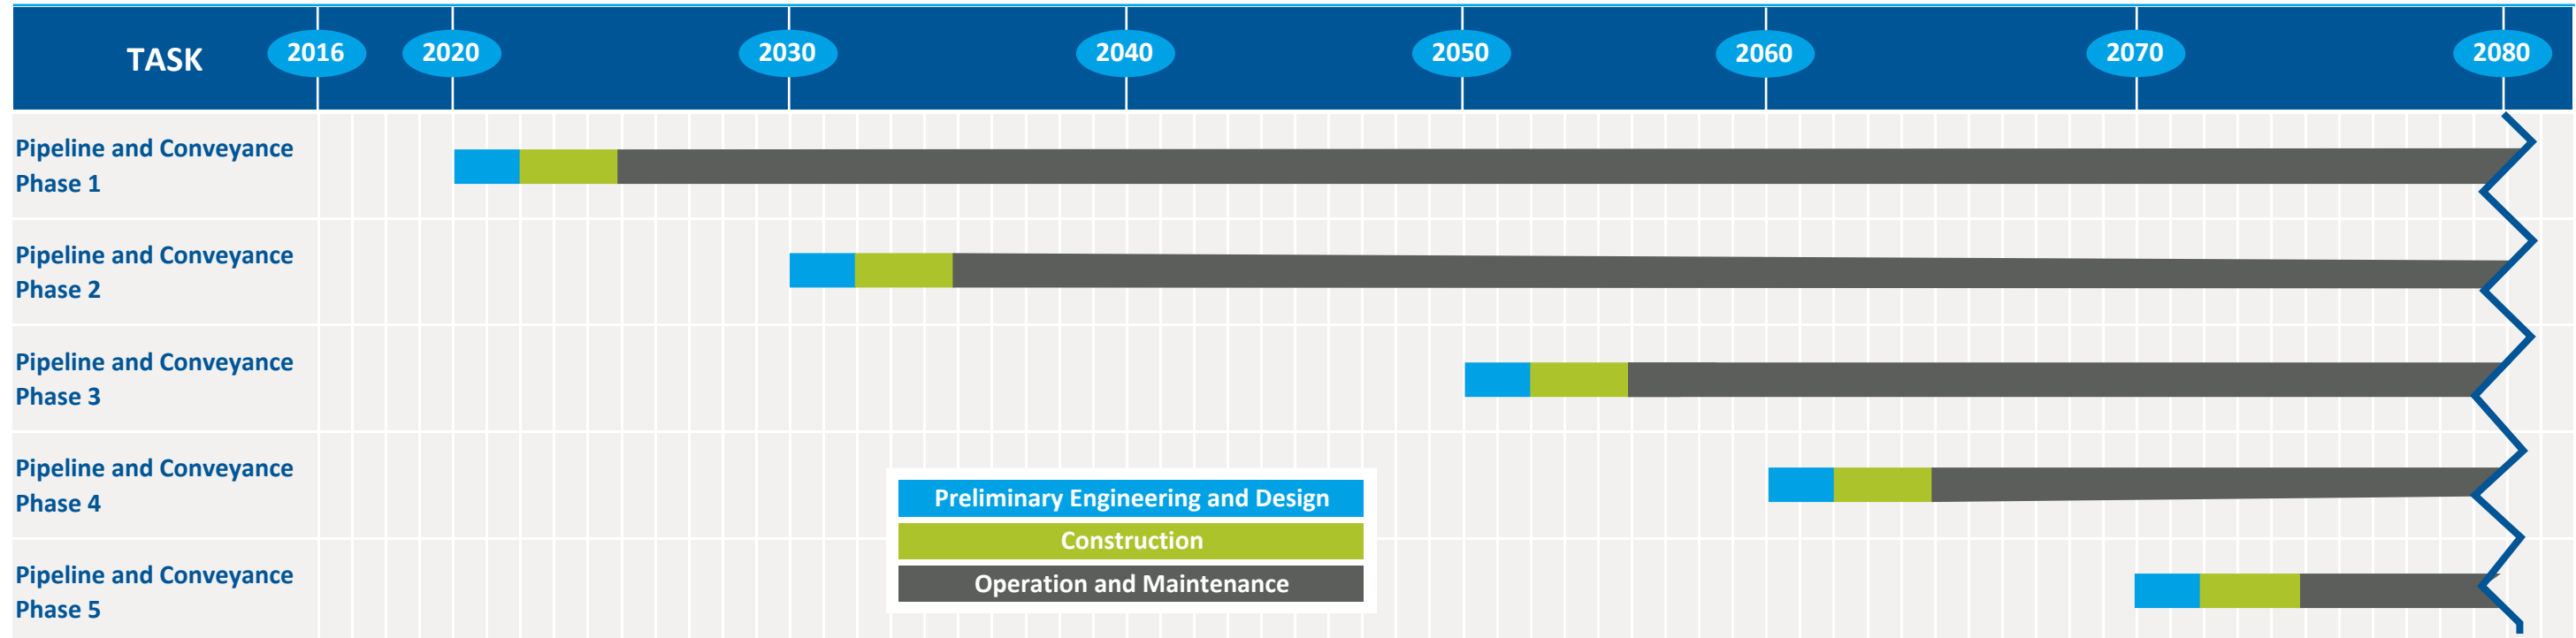 TASK 2016 2020 2030 2040 2050 2060 2070 2080
Pipeline and Conveyance
Phase 1
Pipeline and Conveyance
Phase 2
Pipeline and Conveyance
Phase 3
Pipeline and Conveyance
Phase 4
Preliminary Engineering and Design
Construction
Operation and Maintenance
Pipeline and Conveyance
Phase 5